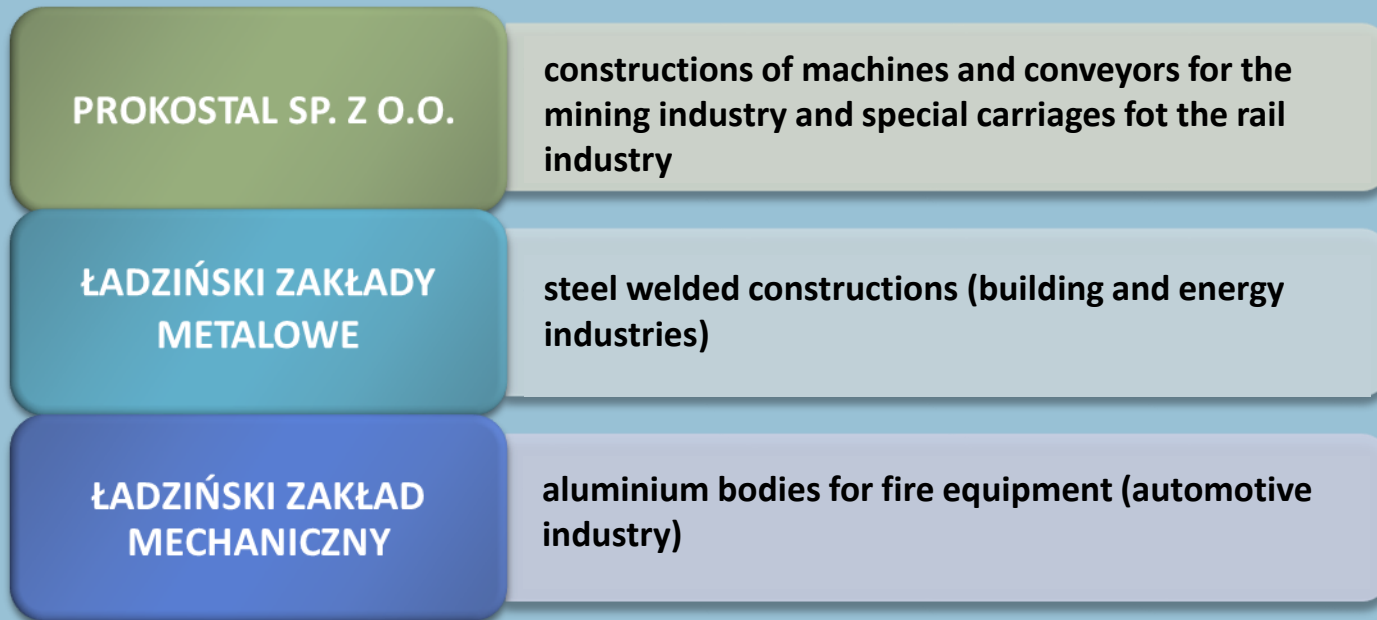 PROKOSTAL SP. Z O.O.
constructions of machines and conveyors for the
mining industry and special carriages fot the rail
industry
ŁADZIŃSKI ZAKŁADY
METALOWE
steel welded constructions (building and energy
industries)
ŁADZIŃSKI ZAKŁAD
MECHANICZNY
aluminium bodies for fire equipment (automotive
industry)